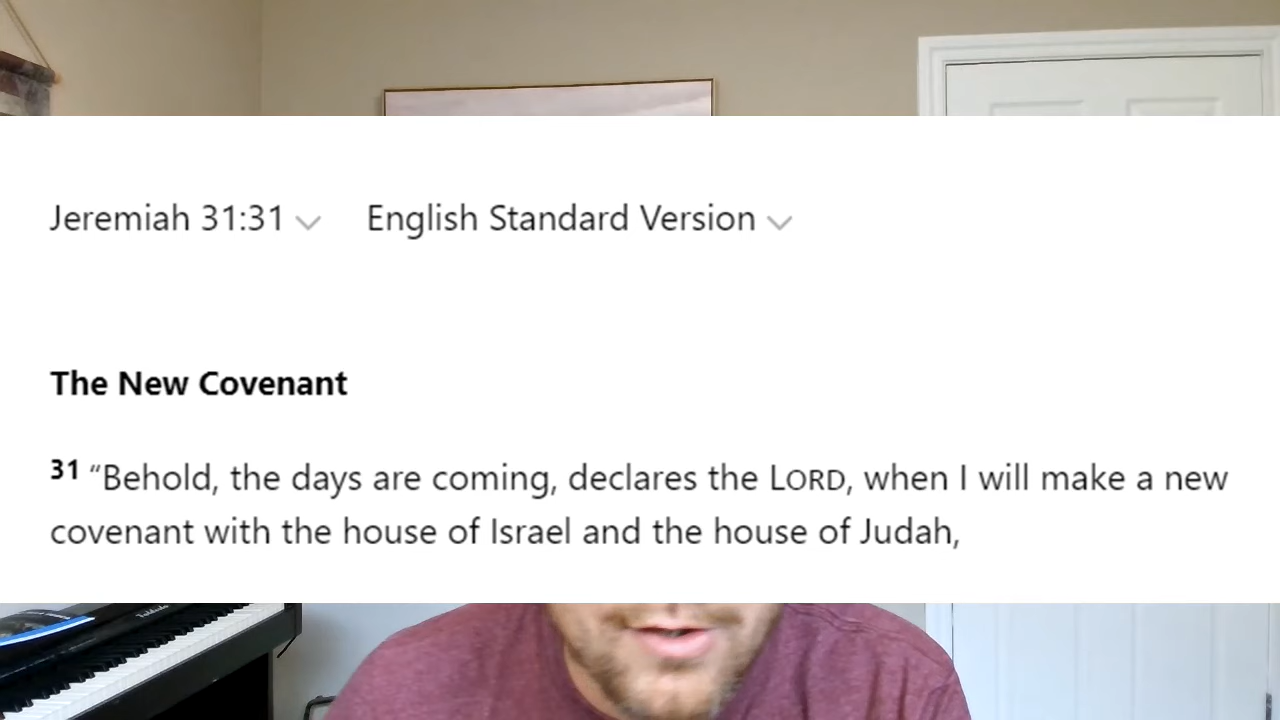 Jeremiah 31:31 English Standard Version
The New Covenant
31 “Behold, the days are coming, declares the LORD, when I will make a new
covenant with the house of Israel and the house of Judah,